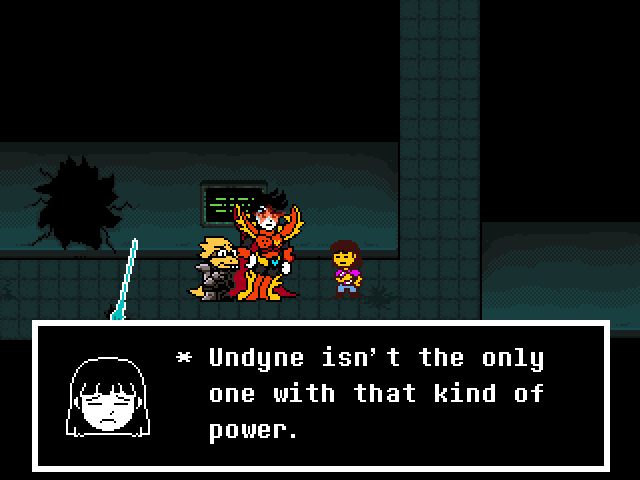 * Undyne isn't the only
one with that kind of
power.